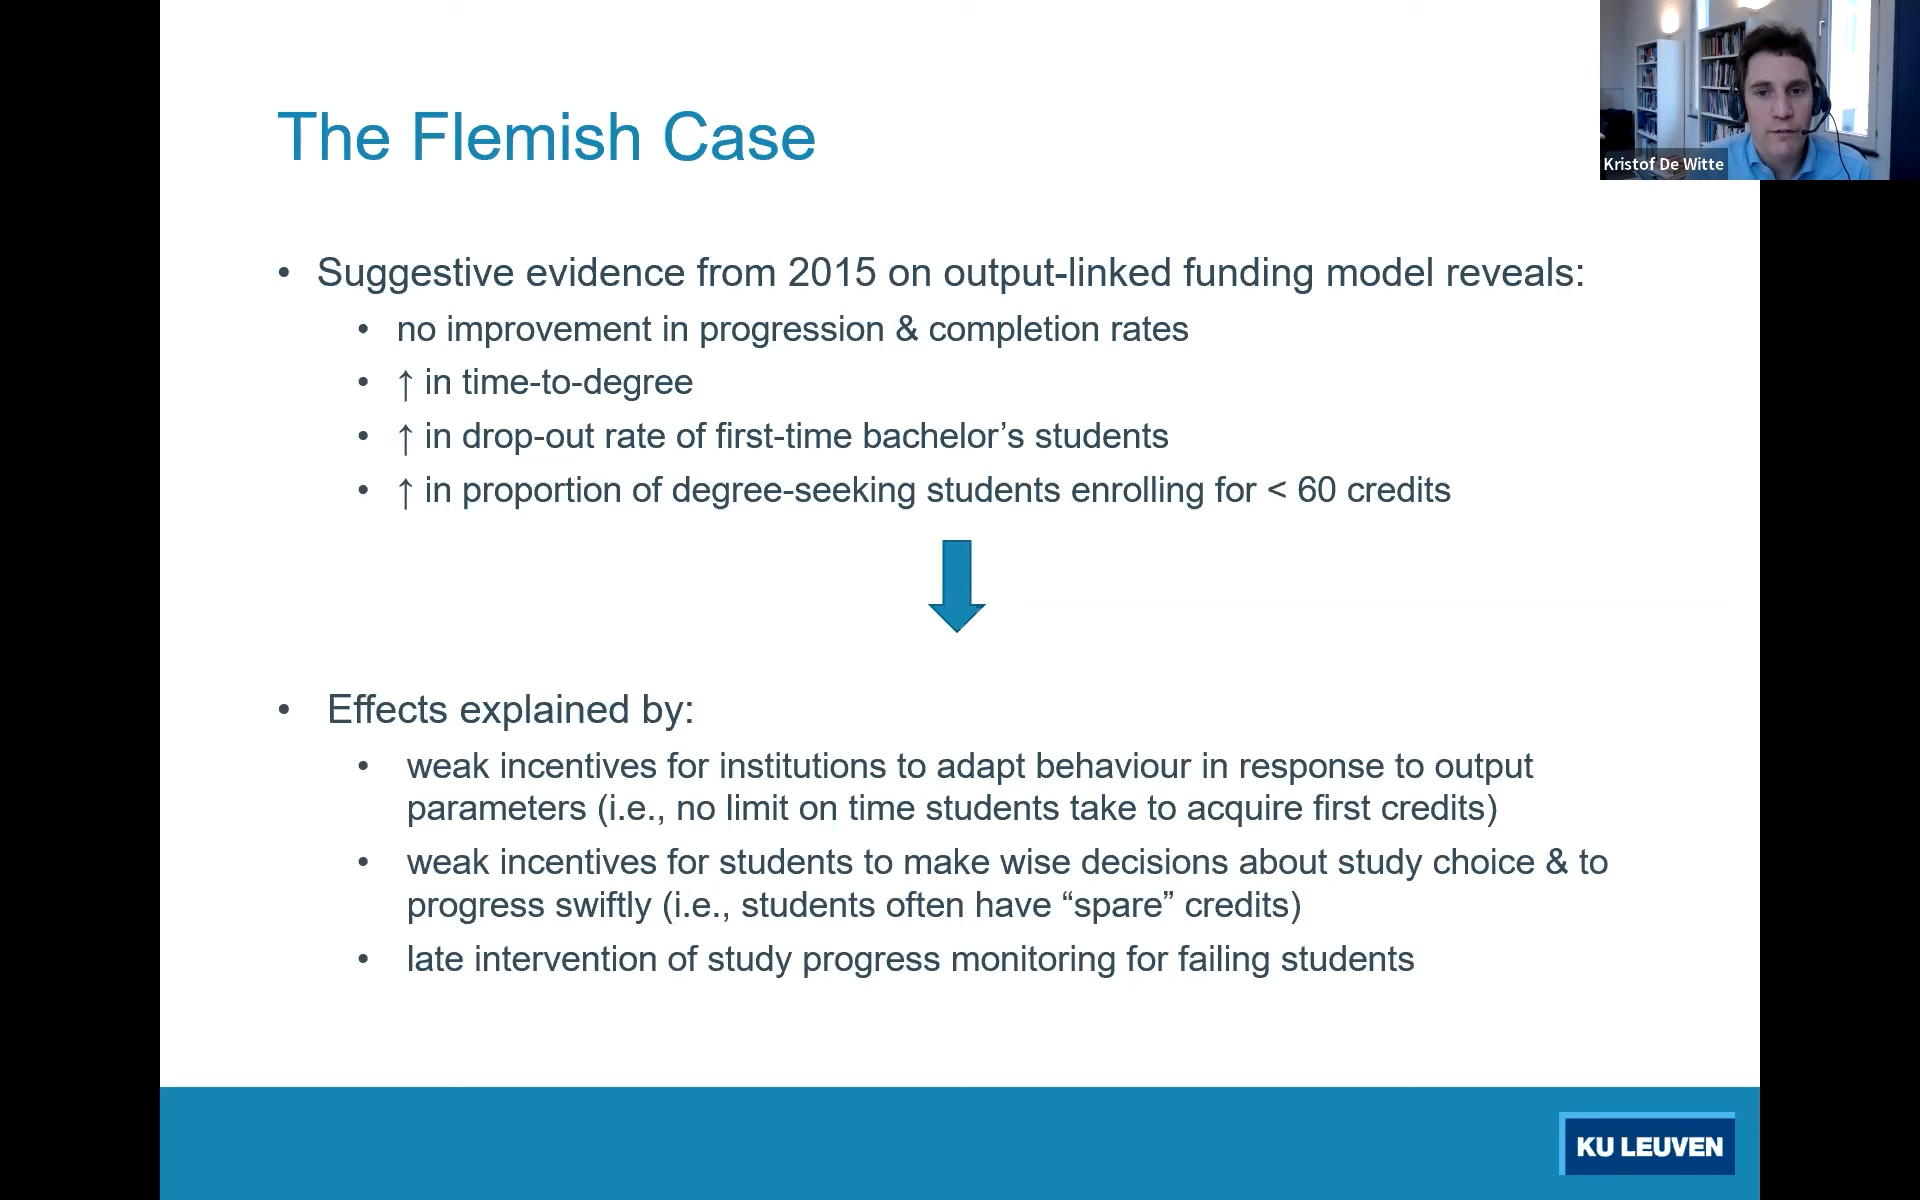 The Flemish Case
Kristof De Witte
• Suggestive evidence from 2015 on output-linked funding model reveals:
• no improvement in progression & completion rates
• ↑ in time-to-degree
• ↑ in drop-out rate of first-time bachelor’s students
• ↑ in proportion of degree-seeking students enrolling for < 60 credits
• Effects explained by:
• weak incentives for institutions to adapt behaviour in response to output
parameters (i.e., no limit on time students take to acquire first credits)
• weak incentives for students to make wise decisions about study choice & to
progress swiftly (i.e., students often have “spare” credits)
• late intervention of study progress monitoring for failing students
KU LEUVEN